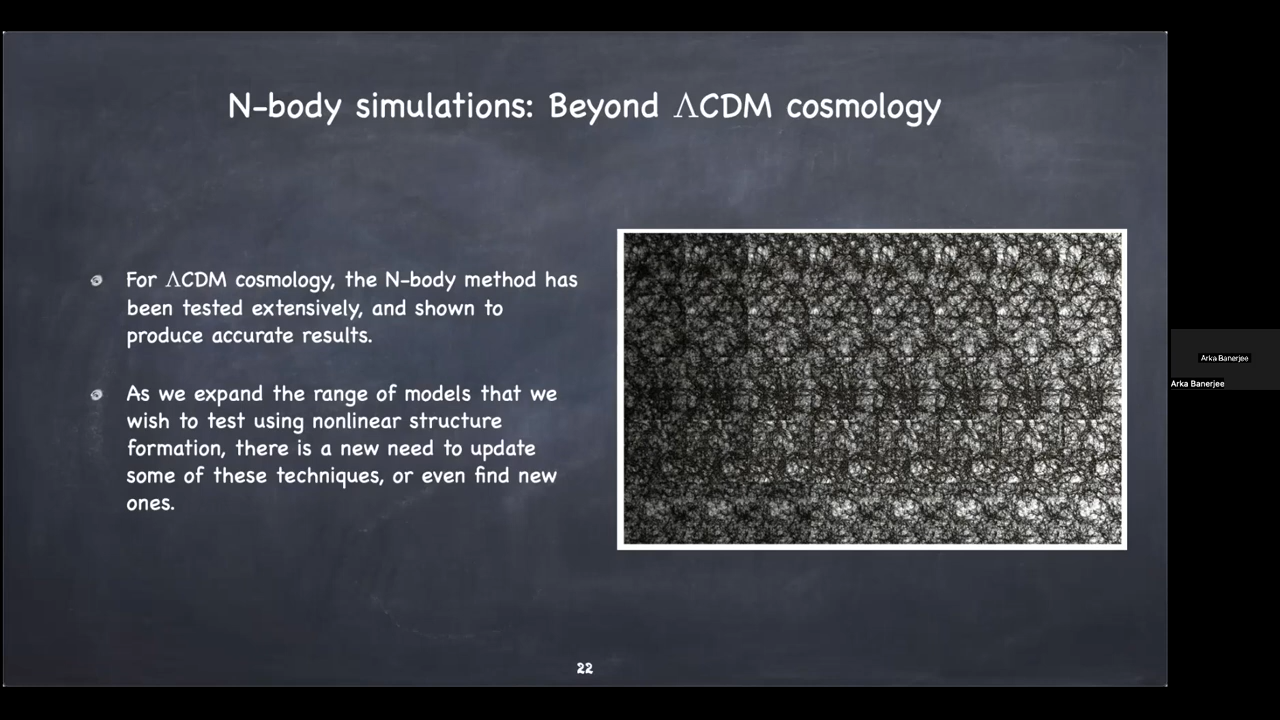 N-body simulations: Beyond ΛCDM cosmology
For ΛCDM cosmology, the N-body method has
been tested extensively, and shown to
produce accurate results.
As we expand the range of models that we
wish to test using nonlinear structure
formation, there is a new need to update
some of these techniques, or even find new
ones.
22
Arka Banerjee
Arka Banerjee